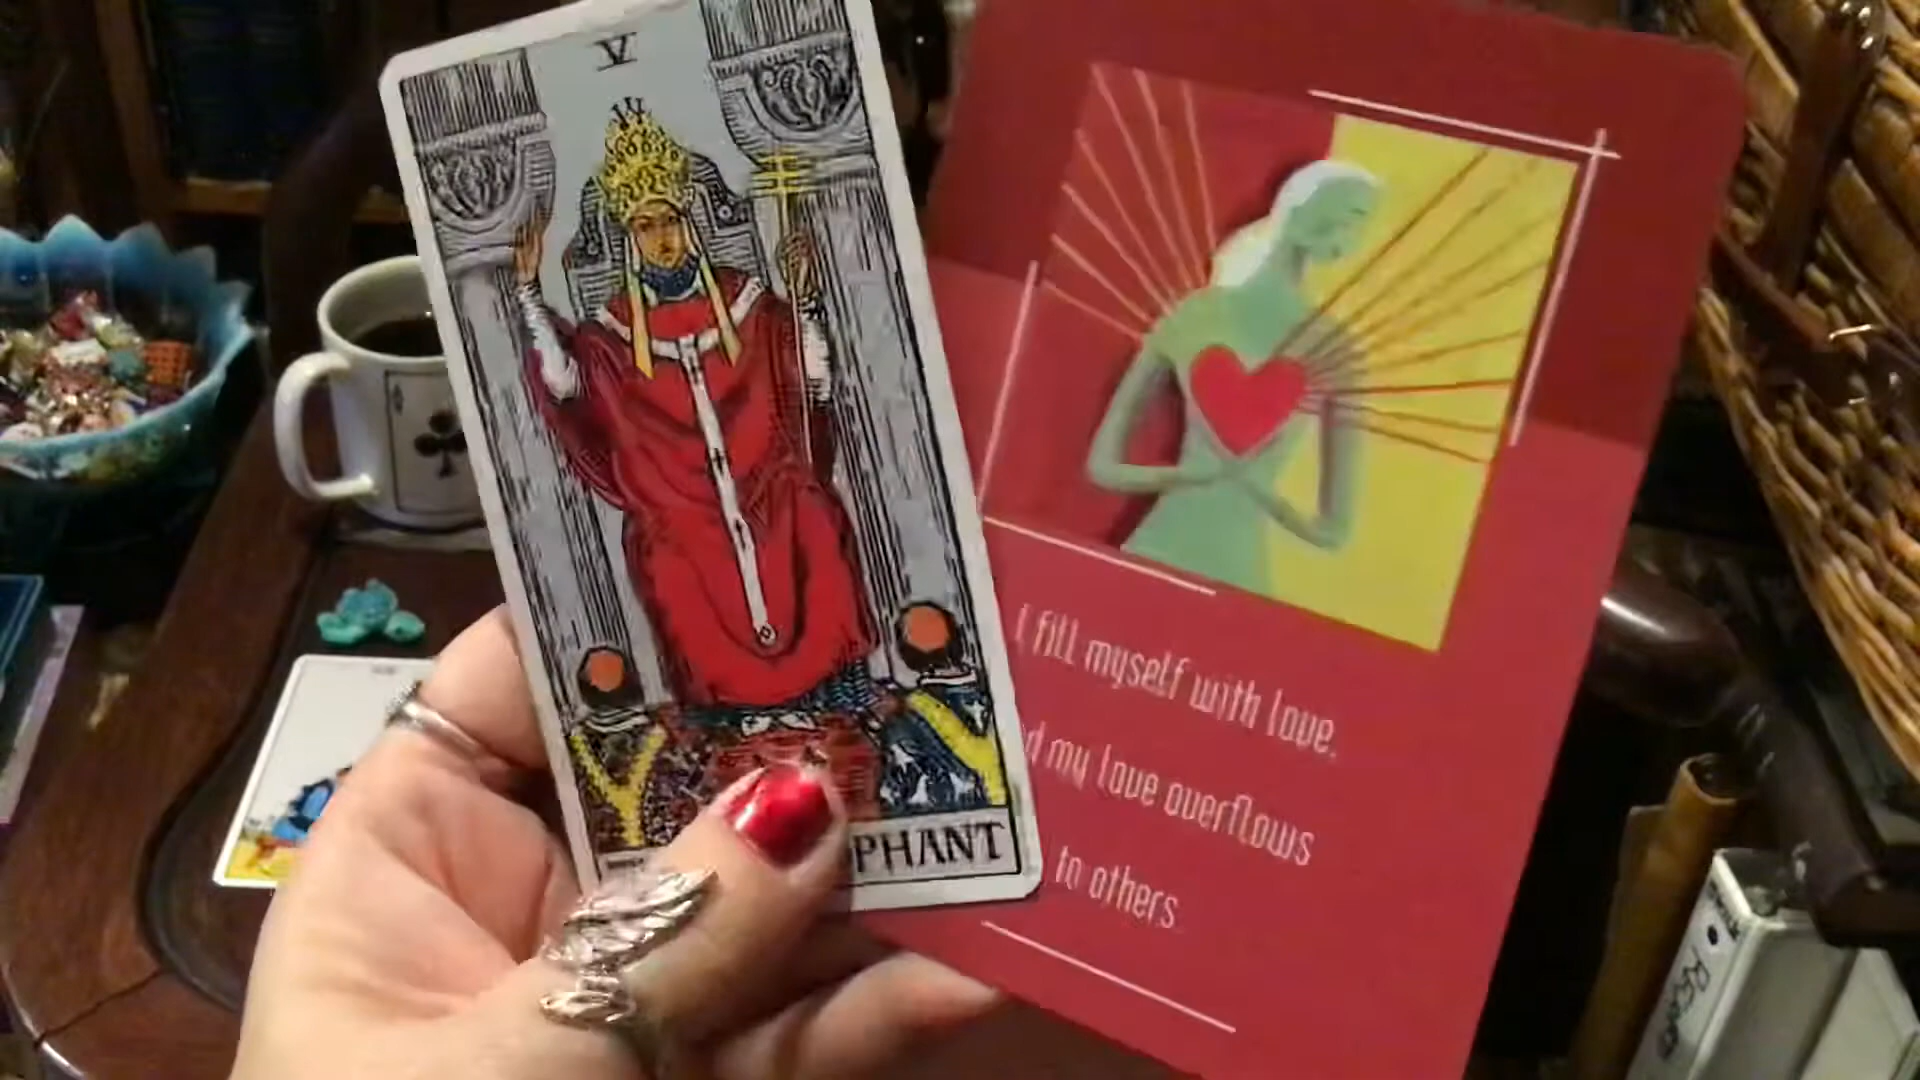 V
PHANT
I fill myself with love,
d my love overflows
to others.